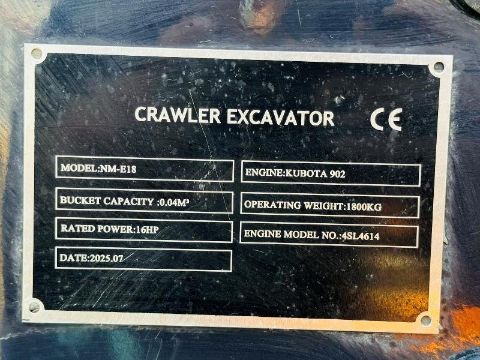 CRAWLER EXCAVATOR CE
MODEL:NM-E18
ENGINE:KUBOTA 902
BUCKET CAPACITY :0.04M³
OPERATING WEIGHT:1800KG
RATED POWER:16HP
ENGINE MODEL NO.:4SL4614
DATE:2025.07